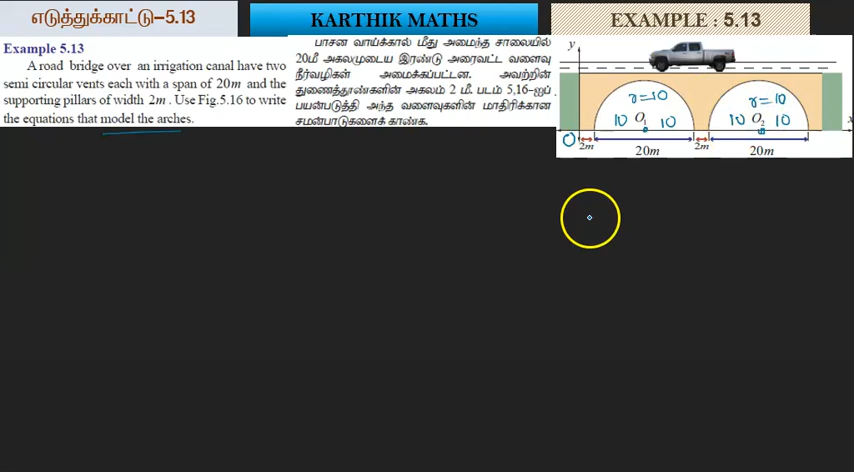 எடுத்துக்காட்டு-5.13
KARTHIK MATHS
EXAMPLE : 5.13
Example 5.13
A road bridge over an irrigation canal have two
semi circular vents each with a span of 20m and the
supporting pillars of width 2m. Use Fig.5.16 to write
the equations that model the arches.
பாசன வாய்க்கால் மீது அமைந்த சாலையில்
20மீ அகலமுடைய இரண்டு அரைவட்ட வளைவு
நீர்வழிகள் அமைக்கப்பட்டன. அவற்றின்
துணைத்தூண்களின் அகலம் 2 மீ. படம் 5,16-ஐப்
பயன்படுத்தி அந்த வளைவுகளின் மாதிரிக்கான
சமன்பாடுகளைக் காண்க.
y
r=10 r=10
10 O₁ 10 10 O₂ 10
x
O
2m 20m 2m 20m